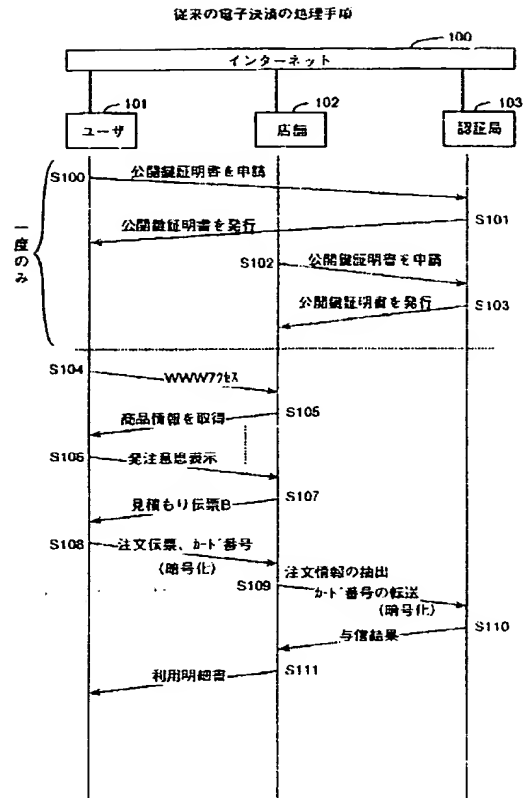 従来の電子決済の処理手順
100
インターネット
101
ユーザ
102
店舗
103
認証局
一度のみ
S100
公開鍵証明書を申請
S101
公開鍵証明書を発行
S102
公開鍵証明書を申請
S103
公開鍵証明書を発行
S104
WWWアクセス
S105
商品情報を取得
S106
発注意思表示
S107
見積もり伝票B
S108
注文伝票、カード番号
(暗号化)
注文情報の抽出
S109
カード番号の転送
(暗号化)
S110
与信結果
S111
利用明細書